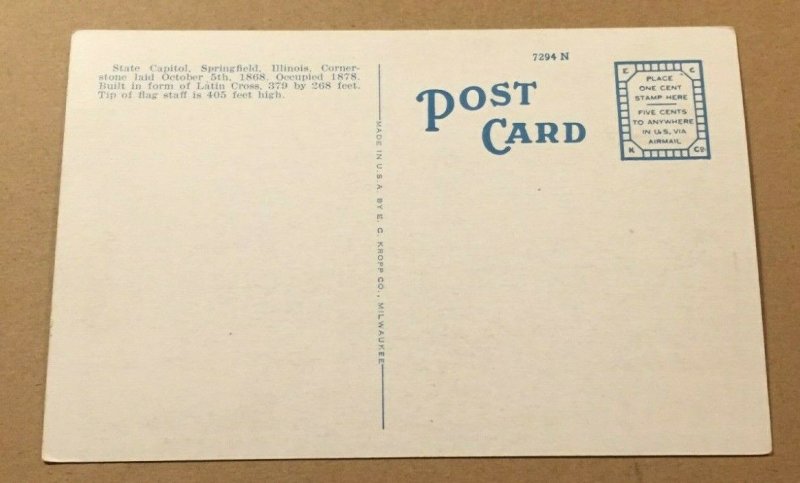 State Capitol, Springfield, Illinois, Corner-
stone laid October 5th, 1868. Occupied 1878.
Built in form of Latin Cross, 379 by 268 feet.
Tip of flag staff is 405 feet high.
MADE IN U.S.A. BY E. C. KROPP CO., MILWAUKEE
7294 N
POST
CARD
E C
PLACE
ONE CENT
STAMP HERE
FIVE CENTS
TO ANYWHERE
IN U.S. VIA
AIRMAIL
K Co.